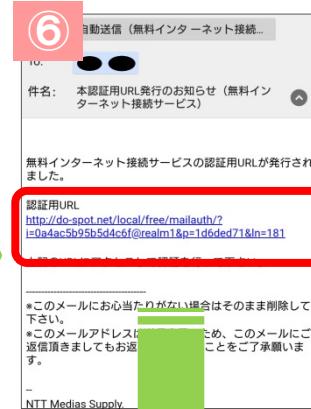 ⑥
自動送信（無料インターネット接続...
To:
件名: 本認証用URL発行のお知らせ（無料イン
ターネット接続サービス）
無料インターネット接続サービスの認証用URLが発行され
ました。
認証用URL
http://do-spot.net/local/free/mailauth/?
i=0a4ac5b95b5d4c6f@realm1&p=1d6ded71&ln=181
※このメールにお心当たりがない場合はそのまま削除して
下さい。
※このメールアドレスは ため、このメールにご
返信頂きましてもお返 ことをご了承願いま
す。
--
NTT Medias Supply.